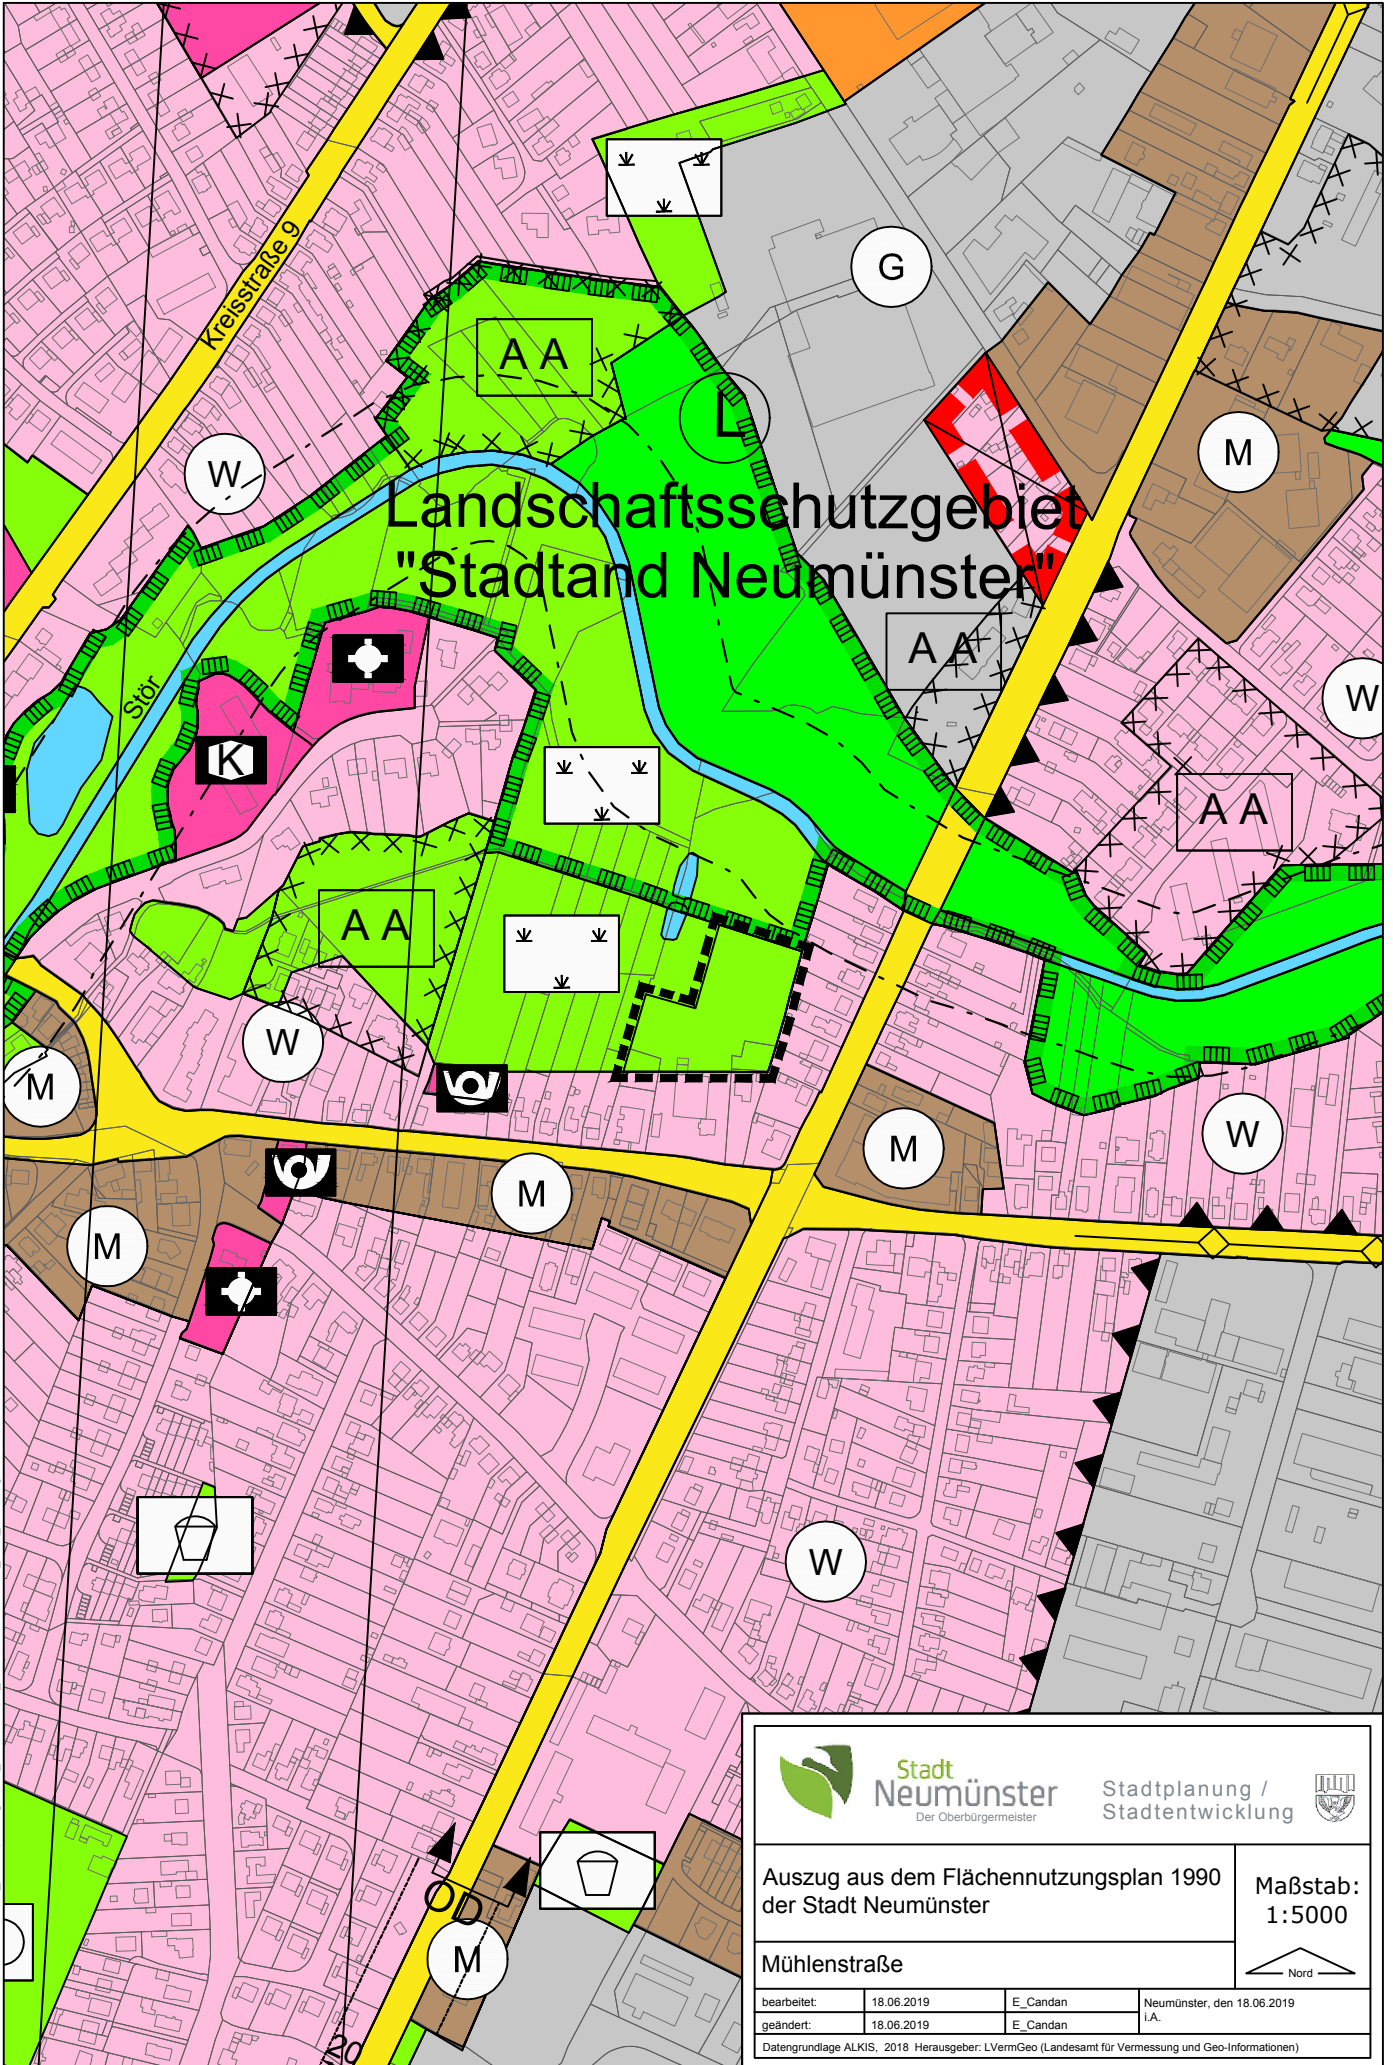 Kreisstraße 9
G
A A
L
W
M
Landschaftsschutzgebiet
"Stadtand Neumünster"
A A
W
Stör
K
A A
A A
W
M
M
W
M
M
W
OD
M
20
Stadt
Neumünster
Der Oberbürgermeister
Stadtplanung /
Stadtentwicklung
Auszug aus dem Flächennutzungsplan 1990
der Stadt Neumünster
Maßstab:
1:5000
Mühlenstraße
Nord
bearbeitet: 18.06.2019 E_Candan Neumünster, den 18.06.2019
i.A.
geändert: 18.06.2019 E_Candan
Datengrundlage ALKIS, 2018 Herausgeber: LVermGeo (Landesamt für Vermessung und Geo-Informationen)